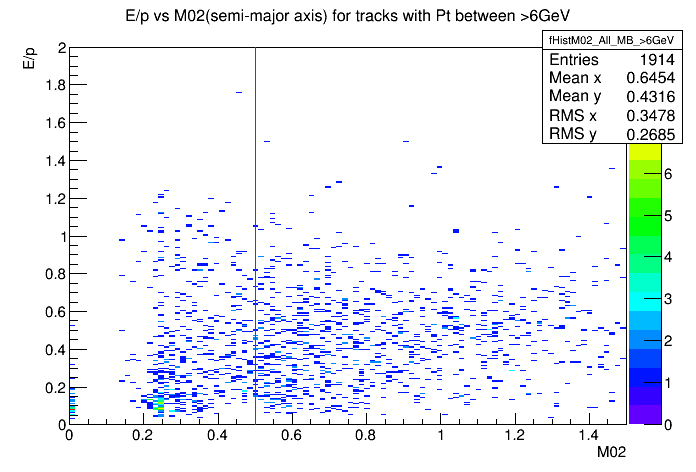 E/p vs M02(semi-major axis) for tracks with Pt between >6GeV
fHistM02_All_MB_>6GeV
Entries 1914
Mean x 0.6454
Mean y 0.4316
RMS x 0.3478
RMS y 0.2685
E/p
2
1.8
1.6
1.4
1.2
1
0.8
0.6
0.4
0.2
0
0 0.2 0.4 0.6 0.8 1 1.2 1.4
M02
6
5
4
3
2
1
0